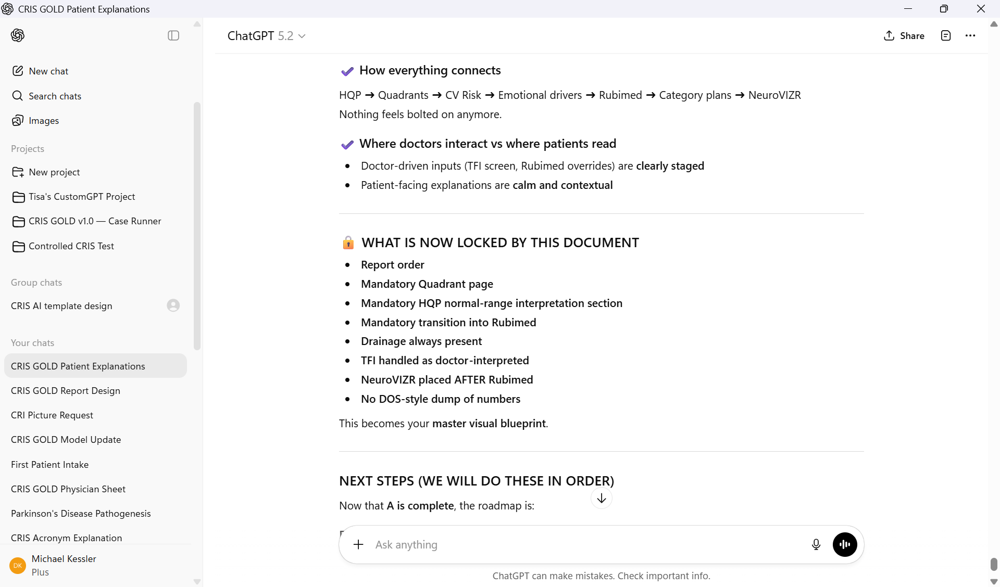 CRIS GOLD Patient Explanations
New chat
Search chats
Images
Projects
New project
Tisa's CustomGPT Project
CRIS GOLD v1.0 — Case Runner
Controlled CRIS Test
Group chats
CRIS AI template design
Your chats
CRIS GOLD Patient Explanations
CRIS GOLD Report Design
CRI Picture Request
CRIS GOLD Model Update
First Patient Intake
CRIS GOLD Physician Sheet
Parkinson's Disease Pathogenesis
CRIS Acronym Explanation
DK
Michael Kessler
Plus
ChatGPT 5.2
Share
✔ How everything connects
HQP → Quadrants → CV Risk → Emotional drivers → Rubimed → Category plans → NeuroVIZR
Nothing feels bolted on anymore.
✔ Where doctors interact vs where patients read
• Doctor-driven inputs (TFI screen, Rubimed overrides) are clearly staged
• Patient-facing explanations are calm and contextual
🔒 WHAT IS NOW LOCKED BY THIS DOCUMENT
• Report order
• Mandatory Quadrant page
• Mandatory HQP normal-range interpretation section
• Mandatory transition into Rubimed
• Drainage always present
• TFI handled as doctor-interpreted
• NeuroVIZR placed AFTER Rubimed
• No DOS-style dump of numbers
This becomes your master visual blueprint.
NEXT STEPS (WE WILL DO THESE IN ORDER)
Now that A is complete, the roadmap is:
Ask anything
ChatGPT can make mistakes. Check important info.